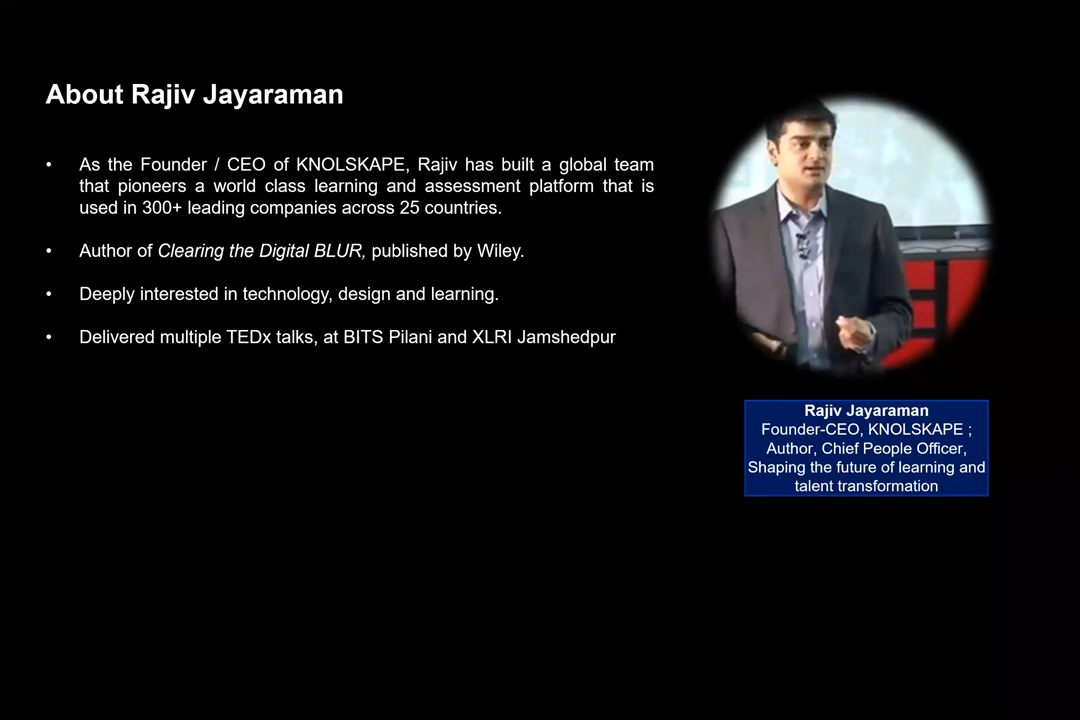 About Rajiv Jayaraman
• As the Founder / CEO of KNOLSKAPE, Rajiv has built a global team
that pioneers a world class learning and assessment platform that is
used in 300+ leading companies across 25 countries.
• Author of Clearing the Digital BLUR, published by Wiley.
• Deeply interested in technology, design and learning.
• Delivered multiple TEDx talks, at BITS Pilani and XLRI Jamshedpur
Rajiv Jayaraman
Founder-CEO, KNOLSKAPE ;
Author, Chief People Officer,
Shaping the future of learning and
talent transformation